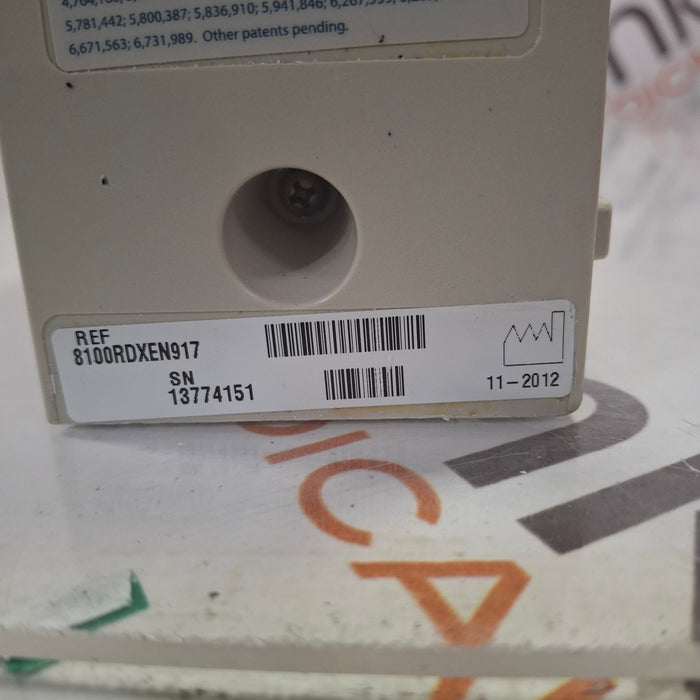 5,781,442; 5,800,387; 5,836,910; 5,941,846;
6,671,563; 6,731,989. Other patents pending.
REF
8100RDXEN917
SN
13774151
11-2012
DICA